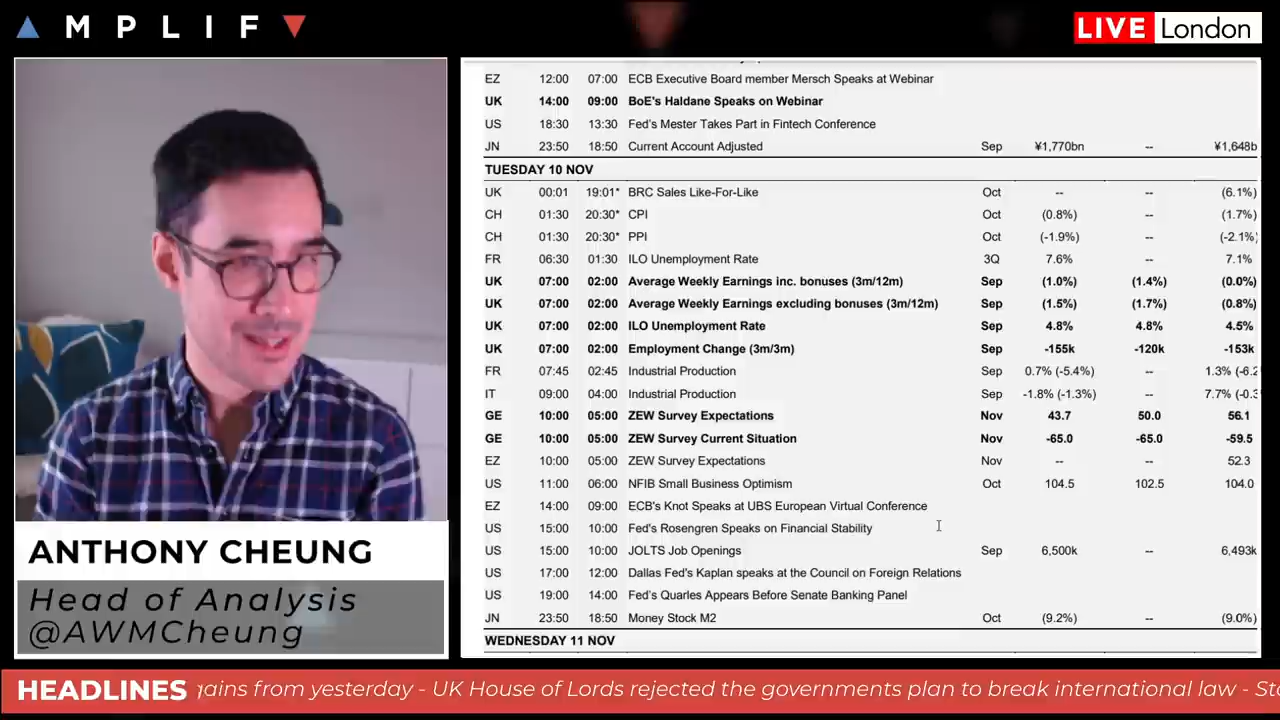 AMPLIFY
LIVE London
EZ 12:00 07:00 ECB Executive Board member Mersch Speaks at Webinar
UK 14:00 09:00 BoE's Haldane Speaks on Webinar
US 18:30 13:30 Fed's Mester Takes Part in Fintech Conference
JN 23:50 18:50 Current Account Adjusted Sep ¥1,770bn -- ¥1,648b
TUESDAY 10 NOV
UK 00:01 19:01* BRC Sales Like-For-Like Oct -- -- (6.1%)
CH 01:30 20:30* CPI Oct (0.8%) -- (1.7%)
CH 01:30 20:30* PPI Oct (-1.9%) -- (-2.1%)
FR 06:30 01:30 ILO Unemployment Rate 3Q 7.6% -- 7.1%
UK 07:00 02:00 Average Weekly Earnings inc. bonuses (3m/12m) Sep (1.0%) (1.4%) (0.0%)
UK 07:00 02:00 Average Weekly Earnings excluding bonuses (3m/12m) Sep (1.5%) (1.7%) (0.8%)
UK 07:00 02:00 ILO Unemployment Rate Sep 4.8% 4.8% 4.5%
UK 07:00 02:00 Employment Change (3m/3m) Sep -155k -120k -153k
FR 07:45 02:45 Industrial Production Sep 0.7% (-5.4%) -- 1.3% (-6.2
IT 09:00 04:00 Industrial Production Sep -1.8% (-1.3%) -- 7.7% (-0.3
GE 10:00 05:00 ZEW Survey Expectations Nov 43.7 50.0 56.1
GE 10:00 05:00 ZEW Survey Current Situation Nov -65.0 -65.0 -59.5
EZ 10:00 05:00 ZEW Survey Expectations Nov -- -- 52.3
US 11:00 06:00 NFIB Small Business Optimism Oct 104.5 102.5 104.0
EZ 14:00 09:00 ECB's Knot Speaks at UBS European Virtual Conference
US 15:00 10:00 Fed's Rosengren Speaks on Financial Stability
US 15:00 10:00 JOLTS Job Openings Sep 6,500k -- 6,493k
US 17:00 12:00 Dallas Fed's Kaplan speaks at the Council on Foreign Relations
US 19:00 14:00 Fed's Quarles Appears Before Senate Banking Panel
JN 23:50 18:50 Money Stock M2 Oct (9.2%) -- (9.0%)
WEDNESDAY 11 NOV
ANTHONY CHEUNG
Head of Analysis
@AWMCheung
HEADLINES gains from yesterday - UK House of Lords rejected the governments plan to break international law - Sto